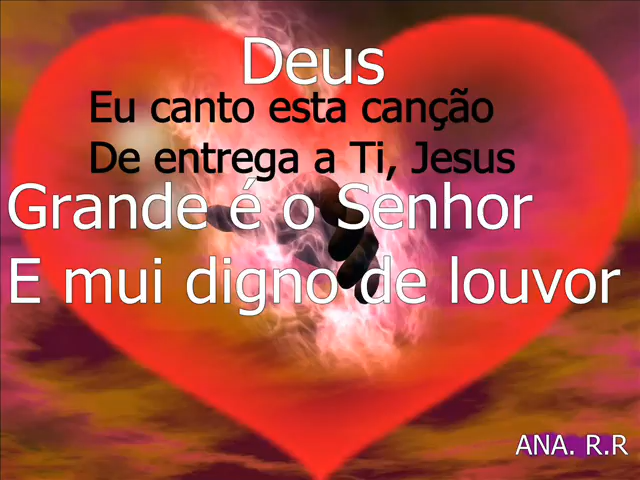 Deus
Eu canto esta canção
De entrega a Ti, Jesus
Grande é o Senhor
E mui digno de louvor
ANA. R.R